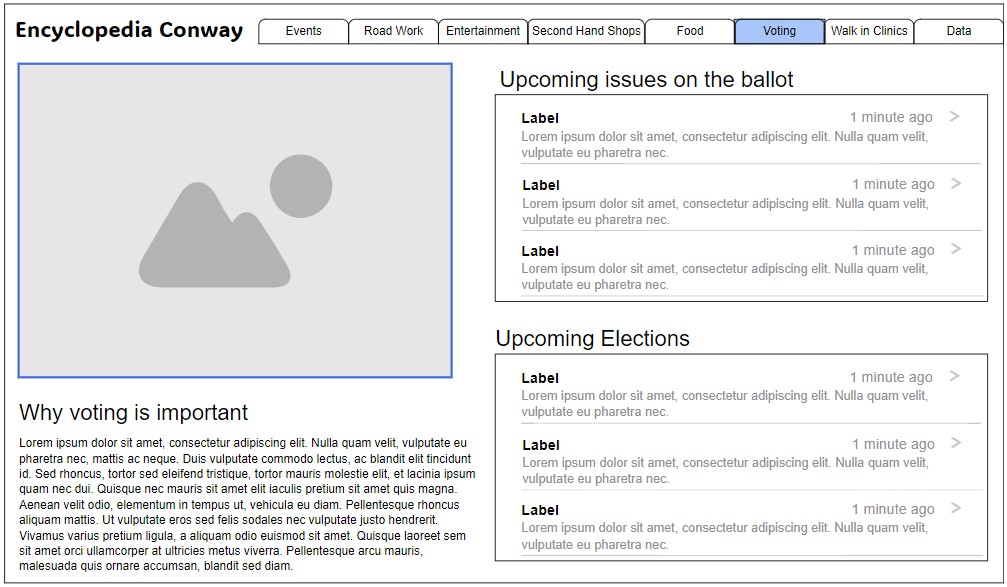 Encyclopedia Conway
Events
Road Work
Entertainment
Second Hand Shops
Food
Voting
Walk in Clinics
Data
Why voting is important
Lorem ipsum dolor sit amet, consectetur adipiscing elit. Nulla quam velit, vulputate eu
pharetra nec, mattis ac neque. Duis vulputate commodo lectus, ac blandit elit tincidunt
id. Sed rhoncus, tortor sed eleifend tristique, tortor mauris molestie elit, et lacinia ipsum
quam nec dui. Quisque nec mauris sit amet elit iaculis pretium sit amet quis magna.
Aenean velit odio, elementum in tempus ut, vehicula eu diam. Pellentesque rhoncus
aliquam mattis. Ut vulputate eros sed felis sodales nec vulputate justo hendrerit.
Vivamus varius pretium ligula, a aliquam odio euismod sit amet. Quisque laoreet sem
sit amet orci ullamcorper at ultricies metus viverra. Pellentesque arcu mauris,
malesuada quis ornare accumsan, blandit sed diam.
Upcoming issues on the ballot
Label 1 minute ago
Lorem ipsum dolor sit amet, consectetur adipiscing elit. Nulla quam velit,
vulputate eu pharetra nec.
Label 1 minute ago
Lorem ipsum dolor sit amet, consectetur adipiscing elit. Nulla quam velit,
vulputate eu pharetra nec.
Label 1 minute ago
Lorem ipsum dolor sit amet, consectetur adipiscing elit. Nulla quam velit,
vulputate eu pharetra nec.
Upcoming Elections
Label 1 minute ago
Lorem ipsum dolor sit amet, consectetur adipiscing elit. Nulla quam velit,
vulputate eu pharetra nec.
Label 1 minute ago
Lorem ipsum dolor sit amet, consectetur adipiscing elit. Nulla quam velit,
vulputate eu pharetra nec.
Label 1 minute ago
Lorem ipsum dolor sit amet, consectetur adipiscing elit. Nulla quam velit,
vulputate eu pharetra nec.